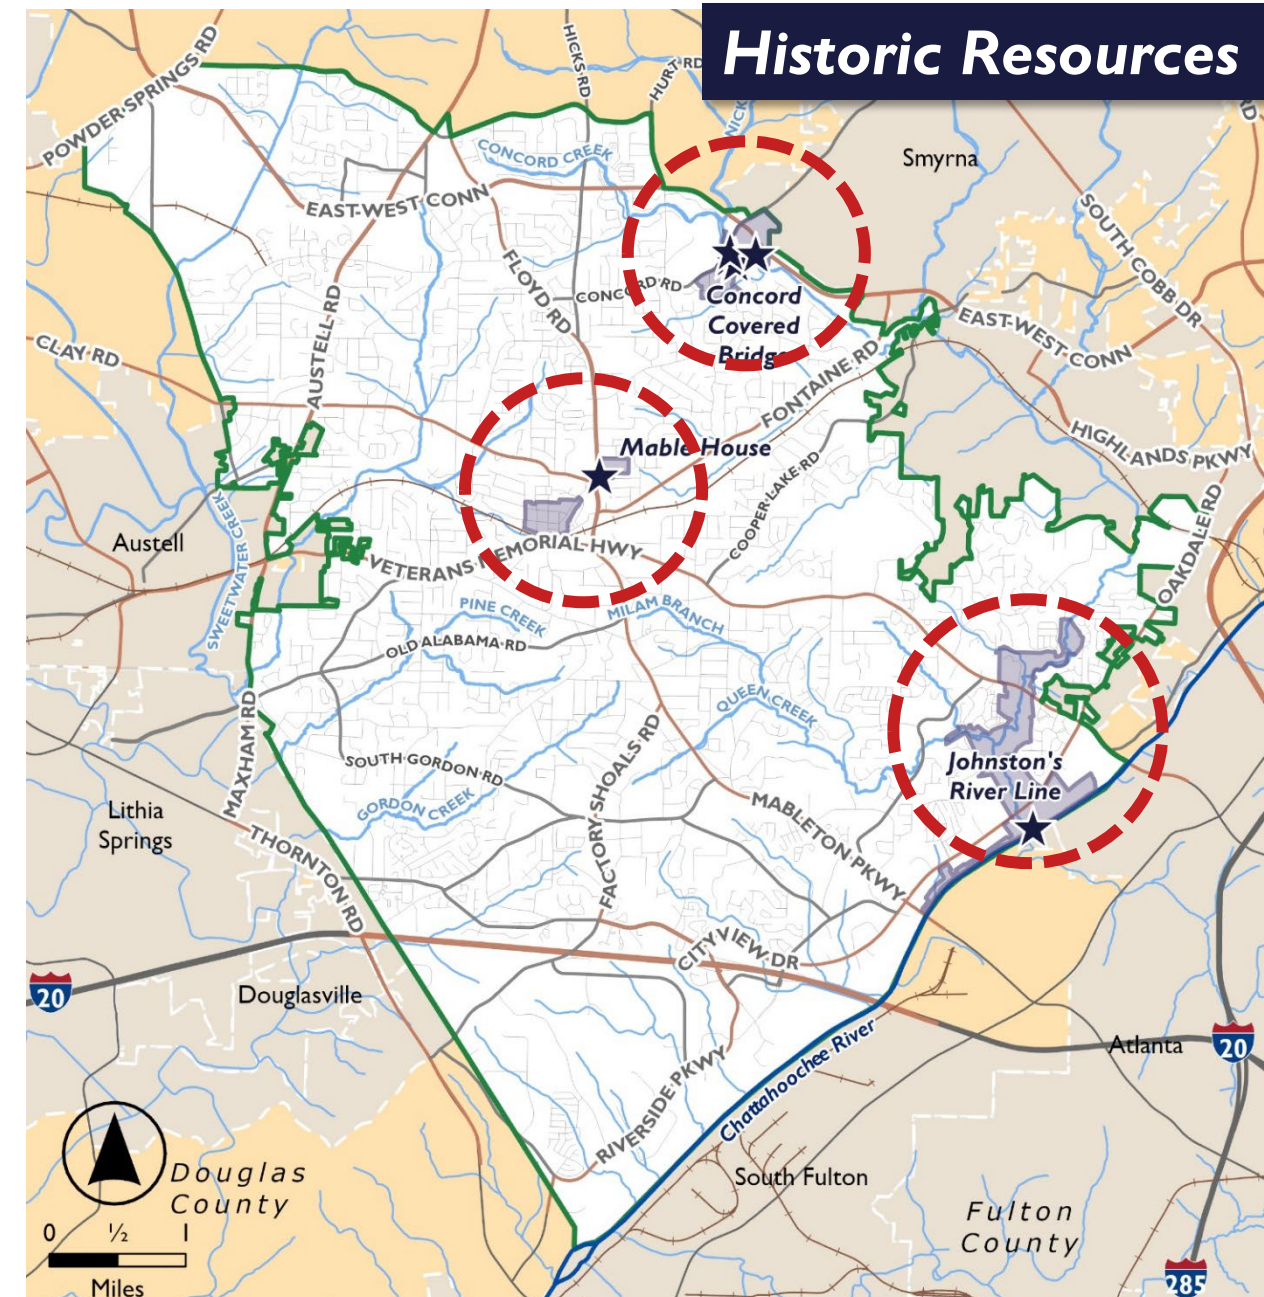 Historic Resources
POWDER SPRINGS RD
HICKS RD
HURT RD
NICK
RD
CONCORD CREEK
Smyrna
EAST-WEST CONN
SOUTH COBB DR
FLOYD RD
CONCORD RD
Concord
Covered
Bridge
EAST-WEST CONN
CLAY RD
AUSTELL RD
FONTAINE RD
HIGHLANDS PKWY
Mable House
COOPER LAKE RD
OAKDALE RD
Austell
SWEETWATER CREEK
VETERANS MEMORIAL HWY
PINE CREEK
MILAM BRANCH
OLD ALABAMA RD
QUEEN CREEK
MAXHAM RD
SOUTH GORDON RD
FACTORY SHOALS RD
Johnston's
River Line
GORDON CREEK
Lithia
Springs
THORNTON RD
MABLETON PKWY
CITYVIEW DR
20
Douglasville
Atlanta
20
Chattahoochee River
RIVERSIDE PKWY
Douglas
County
South Fulton
Fulton
County
0 ½ 1
Miles
285